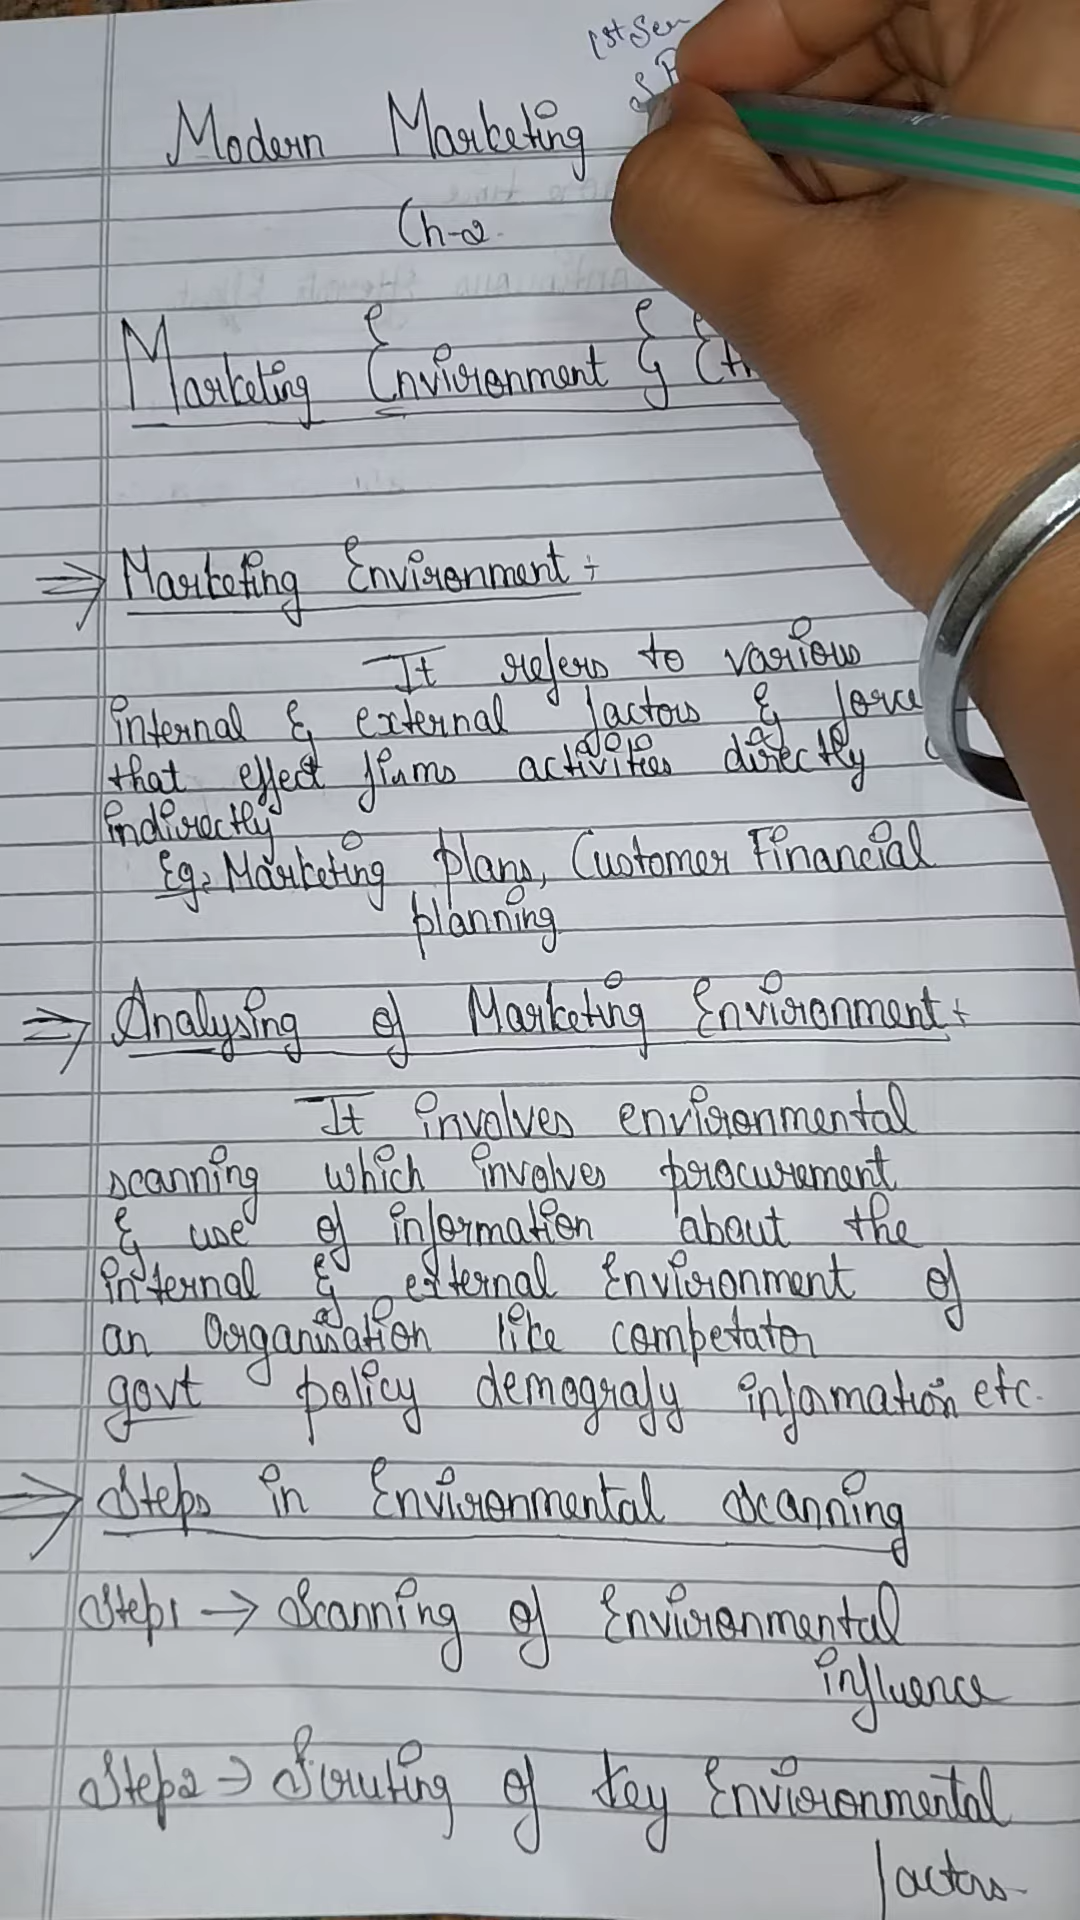 1st Sem
Modern Marketing
Ch-2.
Marketing Environment &
⇒ Marketing Environment ÷
It refers to various
internal & external factors & force
that effect firms activities directly
indirectly
Eg, Marketing plans, Customer Financial
planning
⇒ Analysing of Marketing Environment ÷
It involves environmental
scanning which involves procurement
& use of information about the
internal & external Environment of
an Organisation like competator
govt policy demografy information etc.
⇒ Steps in Environmental Scanning
Step1 → Scanning of Environmental
influence
Step2 → Scruting of key Environmental
factors